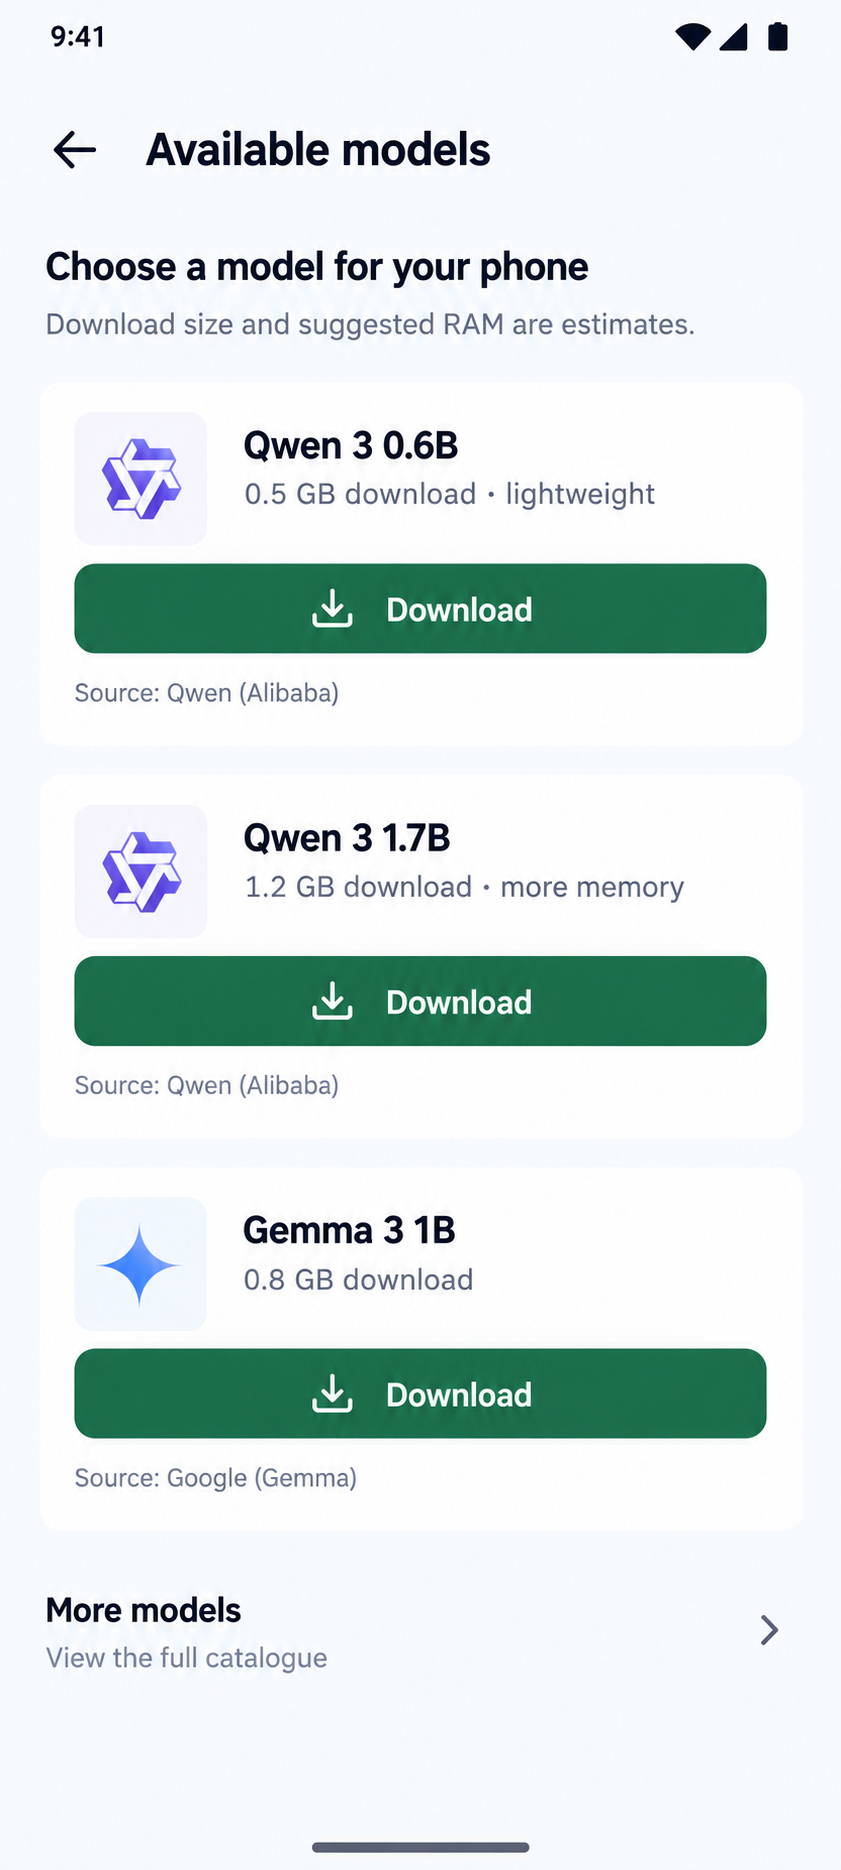 9:41
Available models
Choose a model for your phone
Download size and suggested RAM are estimates.
Qwen 3 0.6B
0.5 GB download • lightweight
Download
Source: Qwen (Alibaba)
Qwen 3 1.7B
1.2 GB download • more memory
Download
Source: Qwen (Alibaba)
Gemma 3 1B
0.8 GB download
Download
Source: Google (Gemma)
More models
View the full catalogue